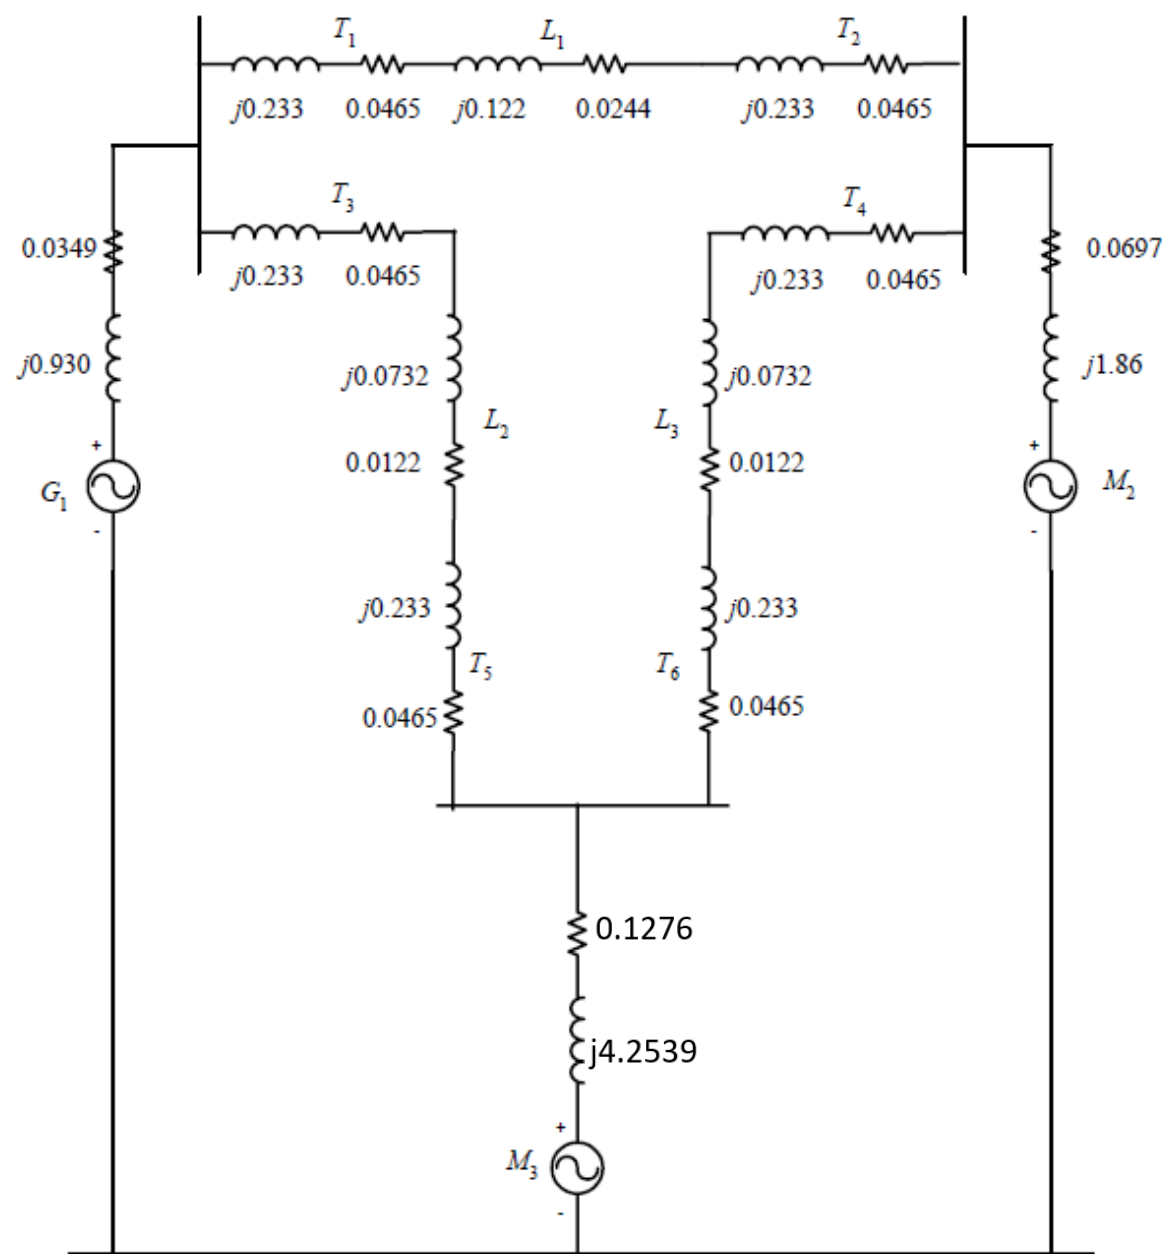 T₁ L₁ T₂
j0.233 0.0465 j0.122 0.0244 j0.233 0.0465
T₃ T₄
0.0349 0.0697
j0.233 0.0465 j0.233 0.0465
j0.930 j0.0732 j0.0732 j1.86
L₂ L₃
+ 0.0122 0.0122 +
G₁ M₂
- -
j0.233 j0.233
T₅ T₆
0.0465 0.0465
0.1276
j4.2539
+
M₃
-